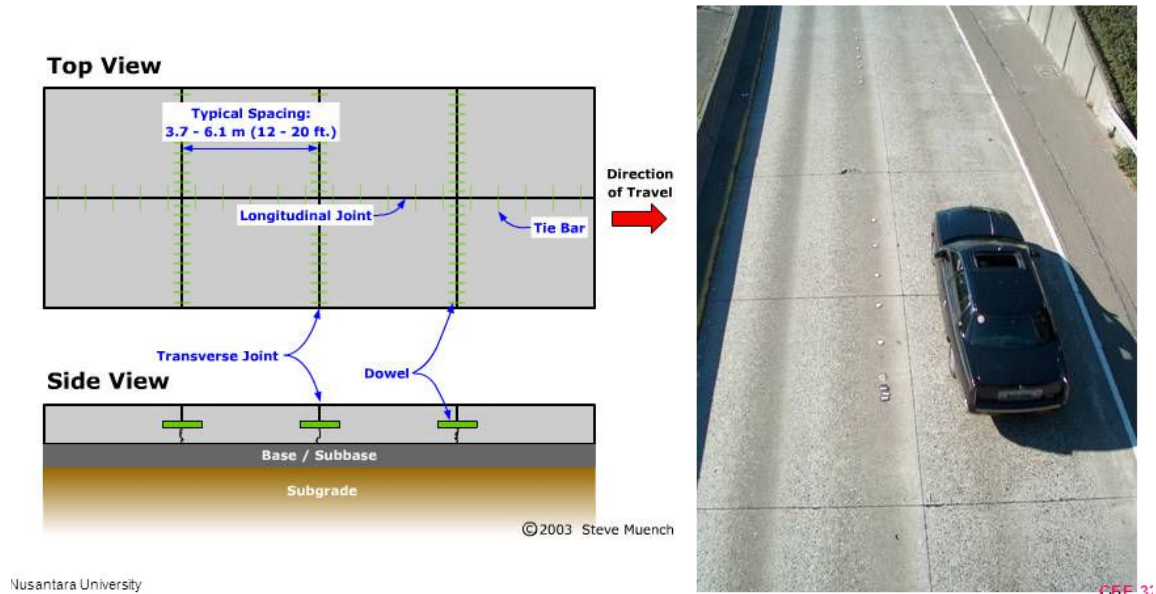 Top View
Typical Spacing:
3.7 - 6.1 m (12 - 20 ft.)
Direction
of Travel
Longitudinal Joint
Tie Bar
Transverse Joint
Dowel
Side View
Base / Subbase
Subgrade
©2003 Steve Muench
Nusantara University